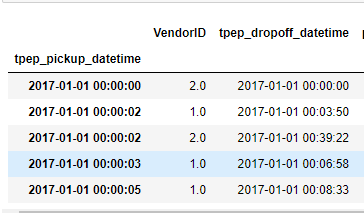 VendorID tpep_dropoff_datetime
tpep_pickup_datetime
2017-01-01 00:00:00 2.0 2017-01-01 00:00:00
2017-01-01 00:00:02 1.0 2017-01-01 00:03:50
2017-01-01 00:00:02 2.0 2017-01-01 00:39:22
2017-01-01 00:00:03 1.0 2017-01-01 00:06:58
2017-01-01 00:00:05 1.0 2017-01-01 00:08:33